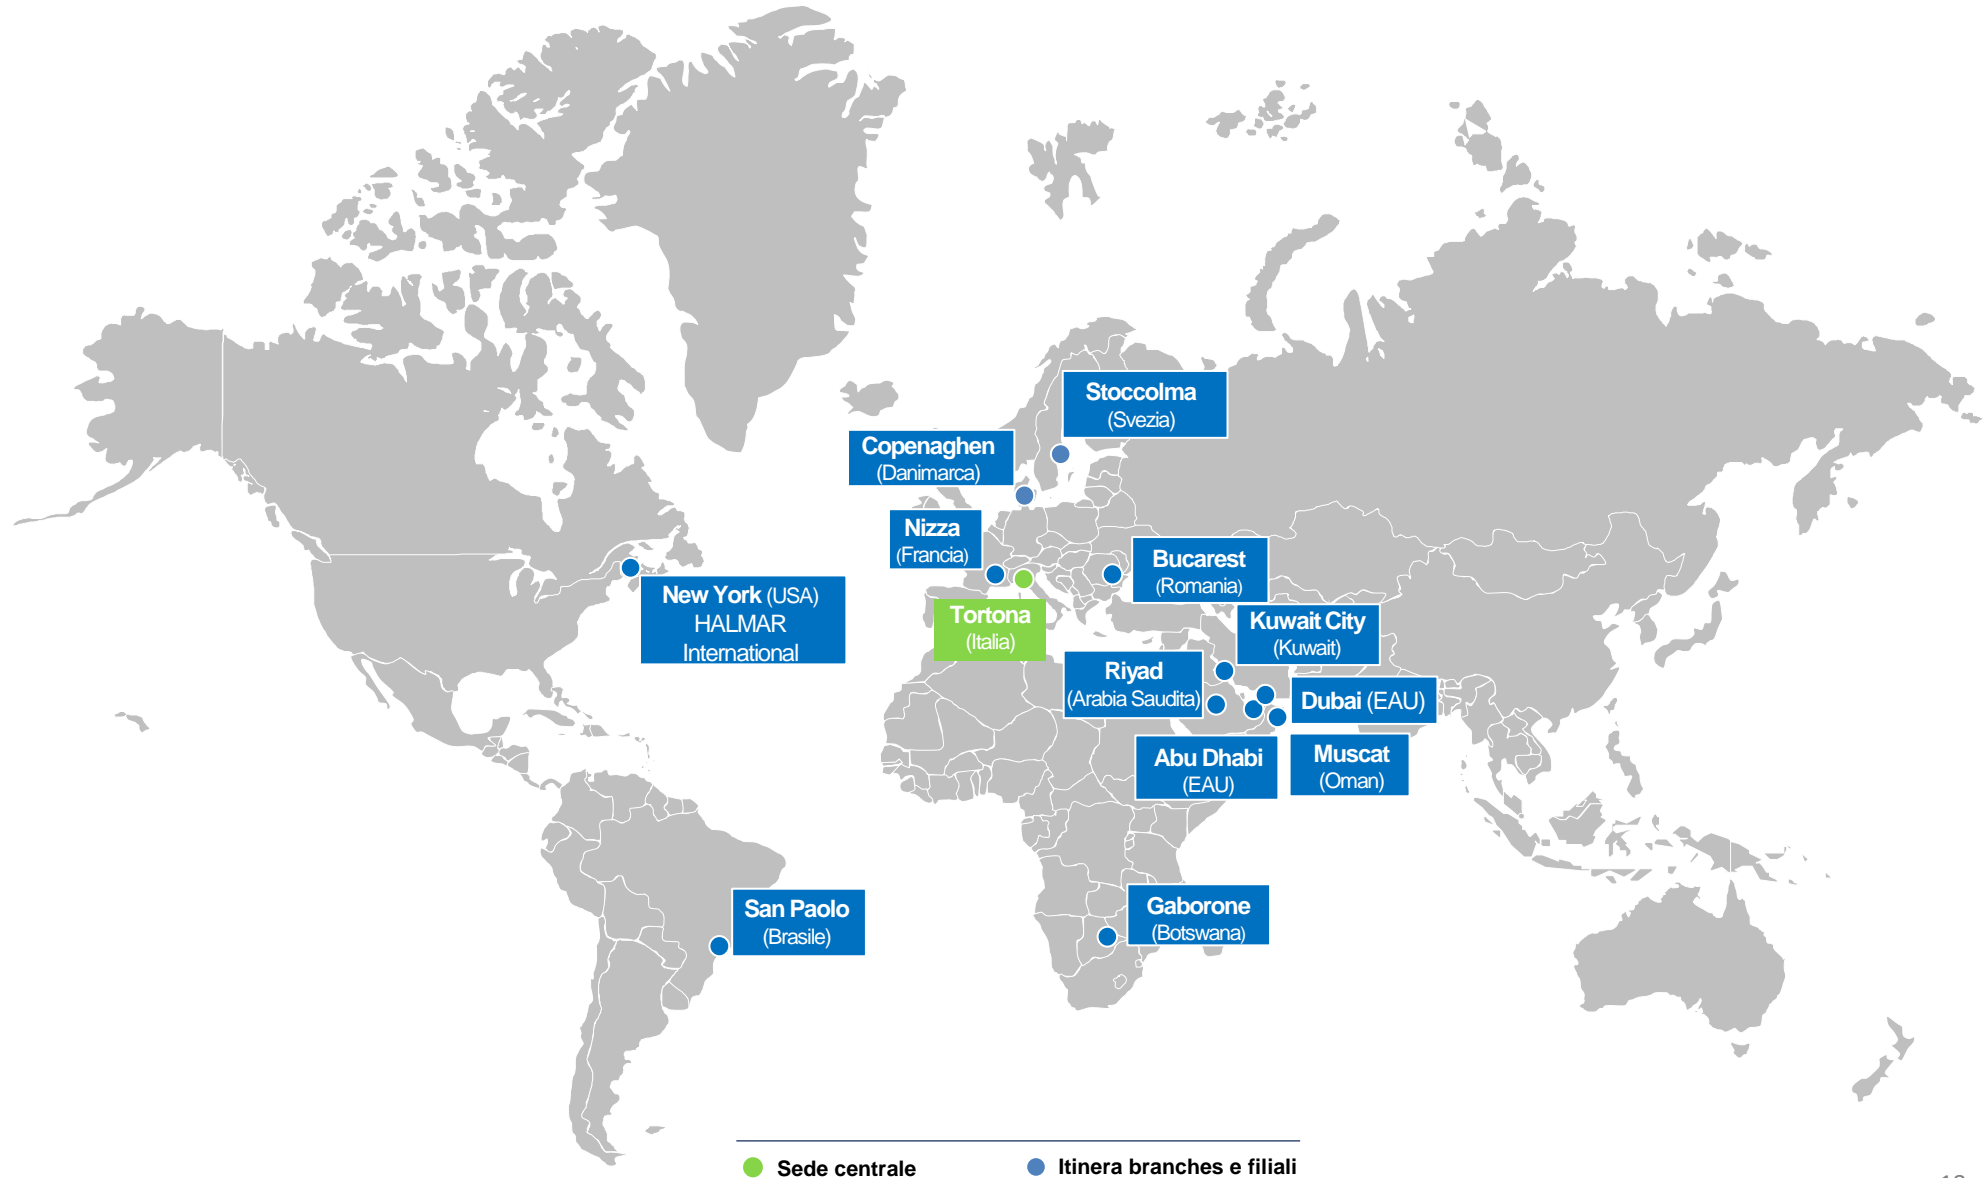 Stoccolma
(Svezia)
Copenaghen
(Danimarca)
Nizza
(Francia)
Bucarest
(Romania)
New York (USA)
HALMAR
International
Tortona
(Italia)
Kuwait City
(Kuwait)
Riyad
(Arabia Saudita)
Dubai (EAU)
Abu Dhabi
(EAU)
Muscat
(Oman)
San Paolo
(Brasile)
Gaborone
(Botswana)
Sede centrale
Itinera branches e filiali